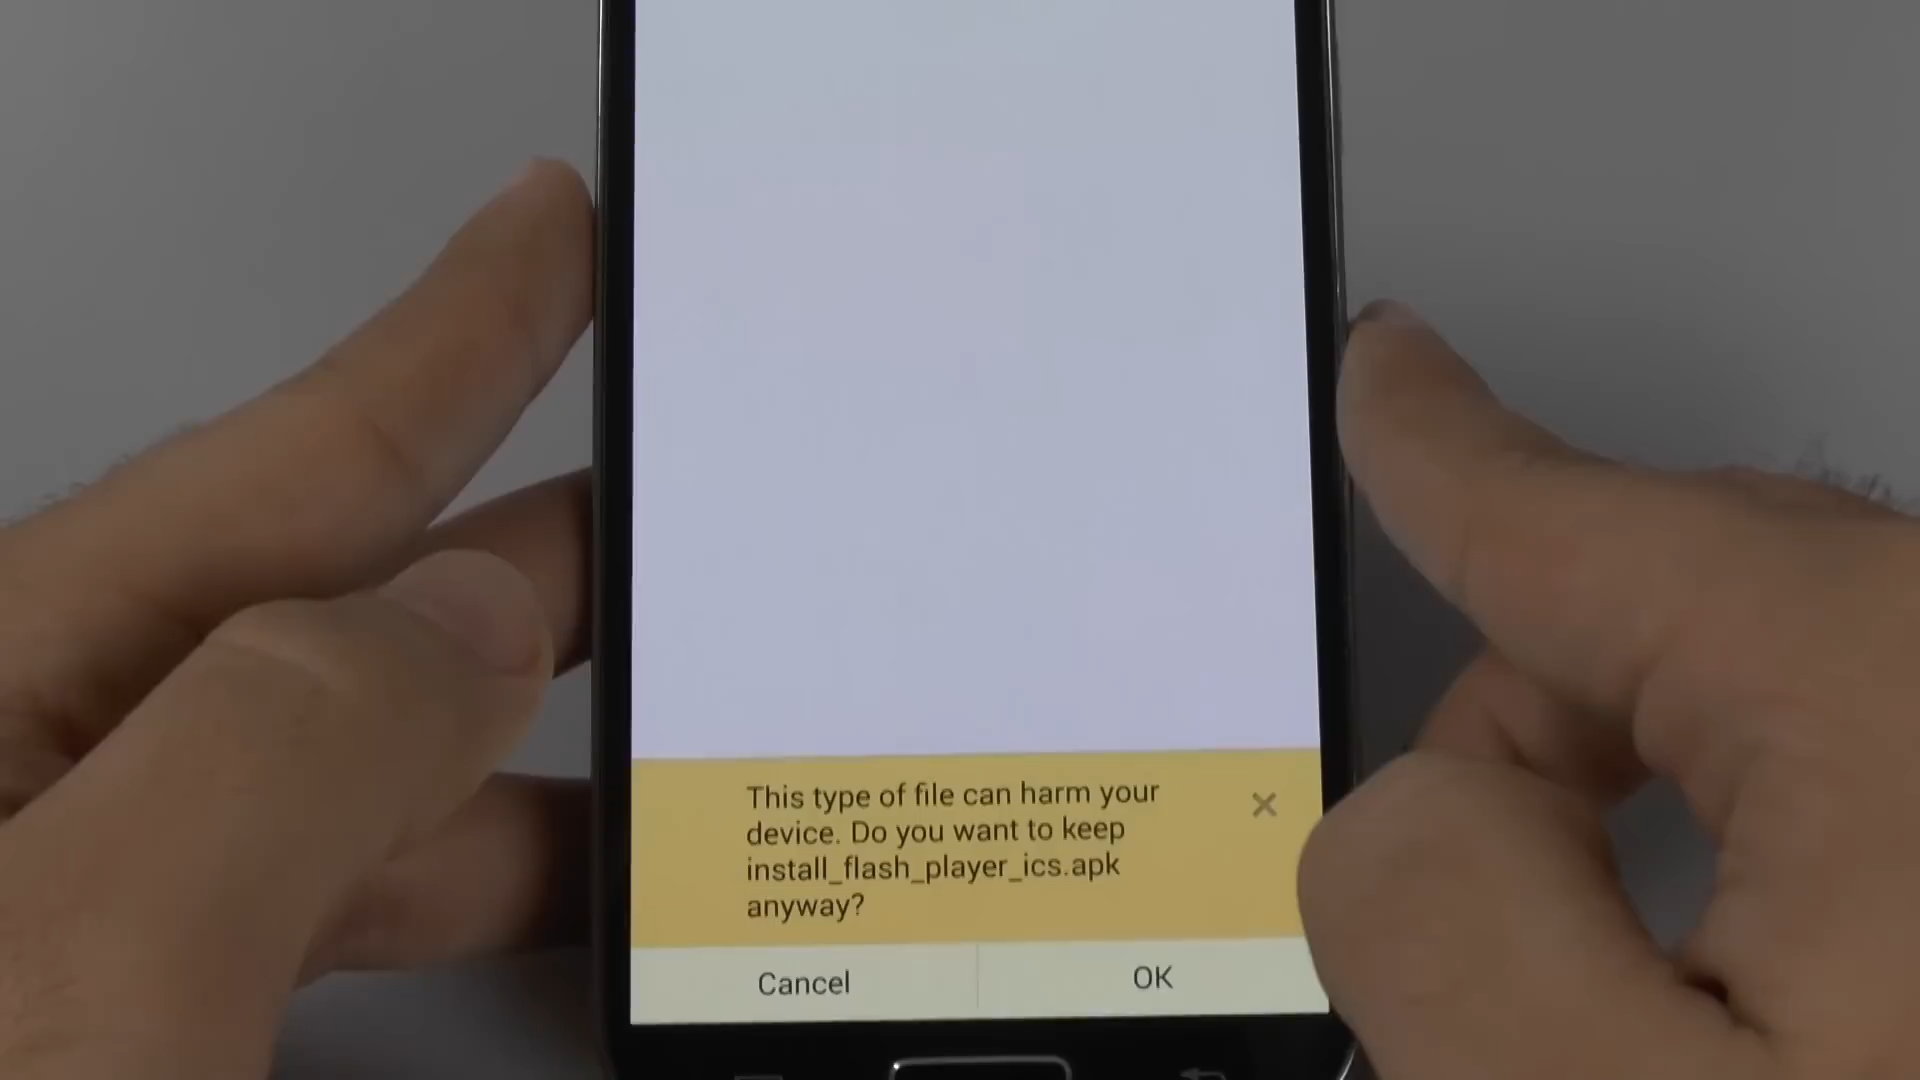 This type of file can harm your
device. Do you want to keep
install_flash_player_ics.apk
anyway?
Cancel
OK